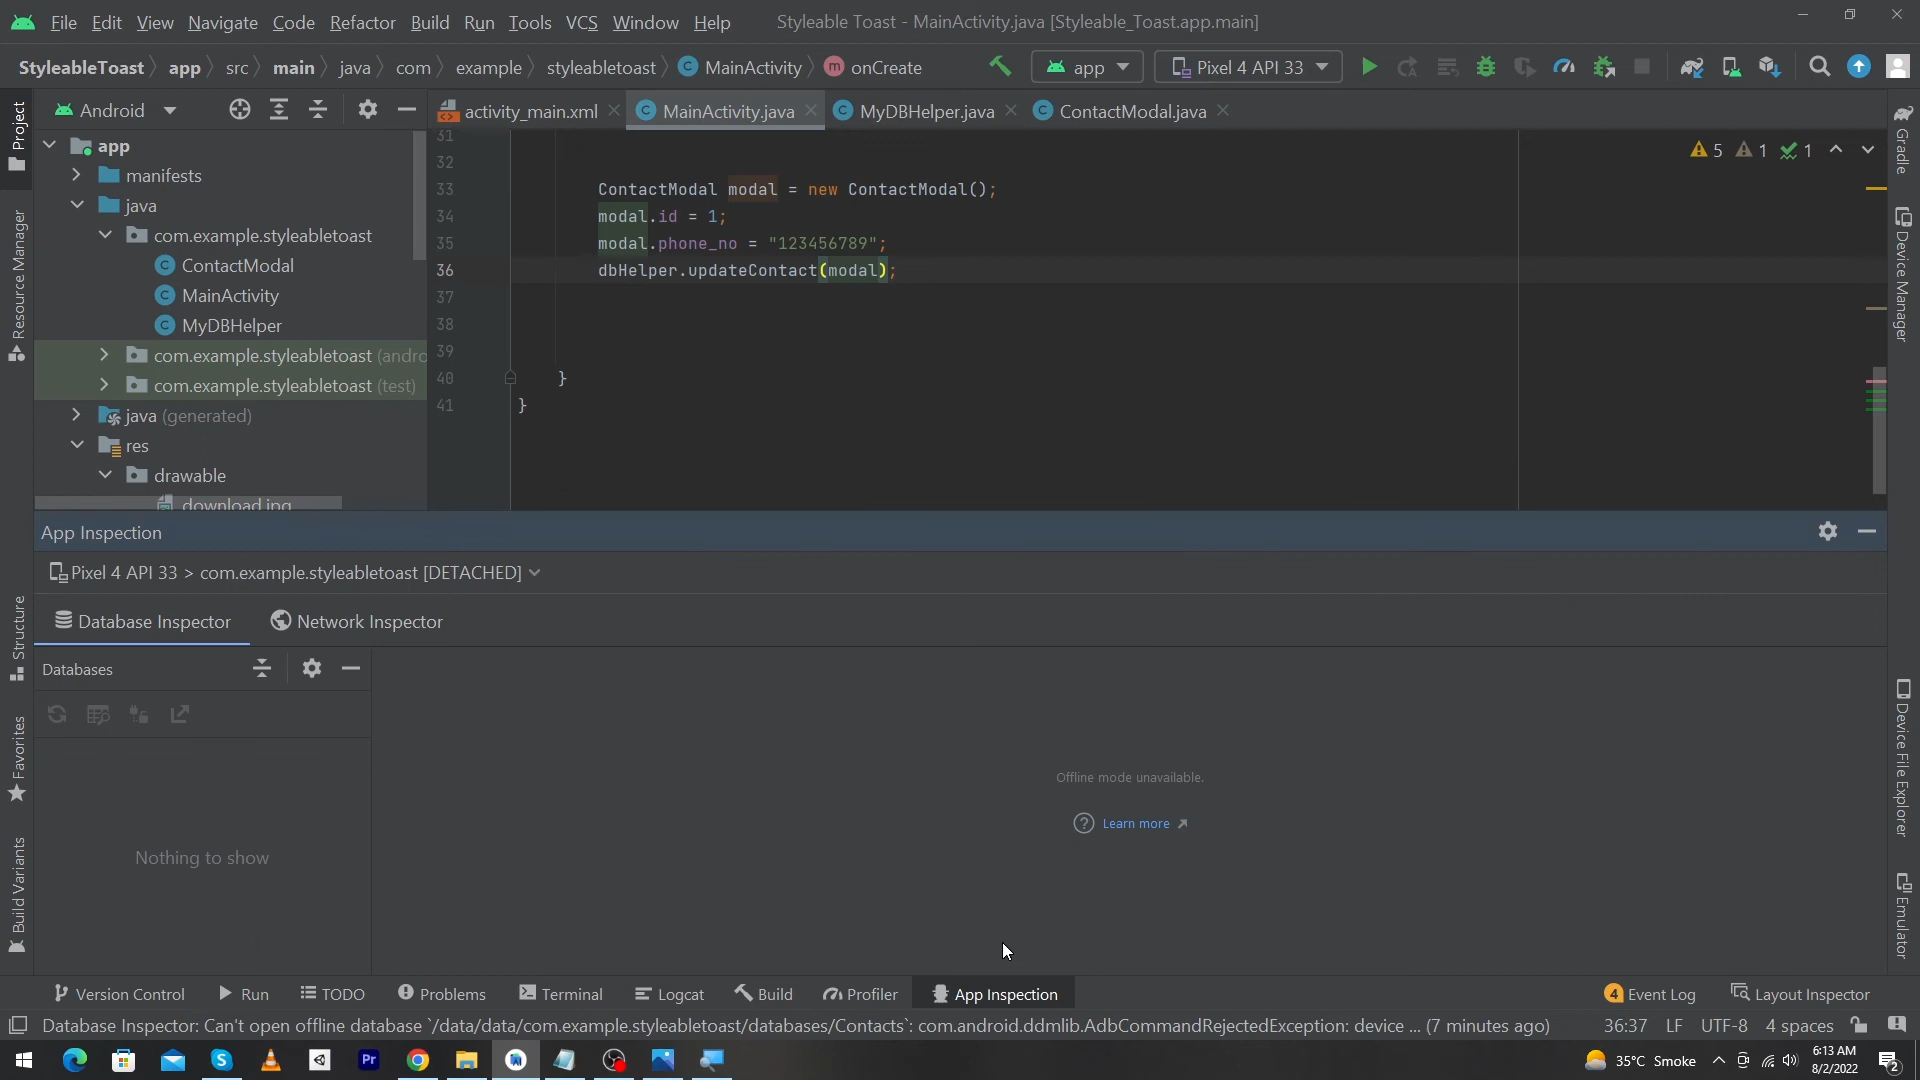 File Edit View Navigate Code Refactor Build Run Tools VCS Window Help Styleable Toast - MainActivity.java [Styleable_Toast.app.main]
StyleableToast app src main java com example styleabletoast MainActivity onCreate app Pixel 4 API 33
Project
Android
activity_main.xml MainActivity.java MyDBHelper.java ContactModal.java
Gradle
app
manifests
java
com.example.styleabletoast
ContactModal
MainActivity
MyDBHelper
com.example.styleabletoast (andro
com.example.styleabletoast (test)
java (generated)
res
drawable
download.jpg
31
32
33 ContactModal modal = new ContactModal();
34 modal.id = 1;
35 modal.phone_no = "123456789";
36 dbHelper.updateContact(modal);
37
38
39
40 }
41 }
5 1 1
Resource Manager
Device Manager
App Inspection
Pixel 4 API 33 > com.example.styleabletoast [DETACHED]
Database Inspector Network Inspector
Databases
Nothing to show
Offline mode unavailable.
? Learn more
Structure
Favorites
Build Variants
Device File Explorer
Emulator
Version Control Run TODO Problems Terminal Logcat Build Profiler App Inspection 4 Event Log Layout Inspector
Database Inspector: Can't open offline database `/data/data/com.example.styleabletoast/databases/Contacts`: com.android.ddmlib.AdbCommandRejectedException: device ... (7 minutes ago) 36:37 LF UTF-8 4 spaces
S Pr 35°C Smoke 6:13 AM
8/2/2022 2